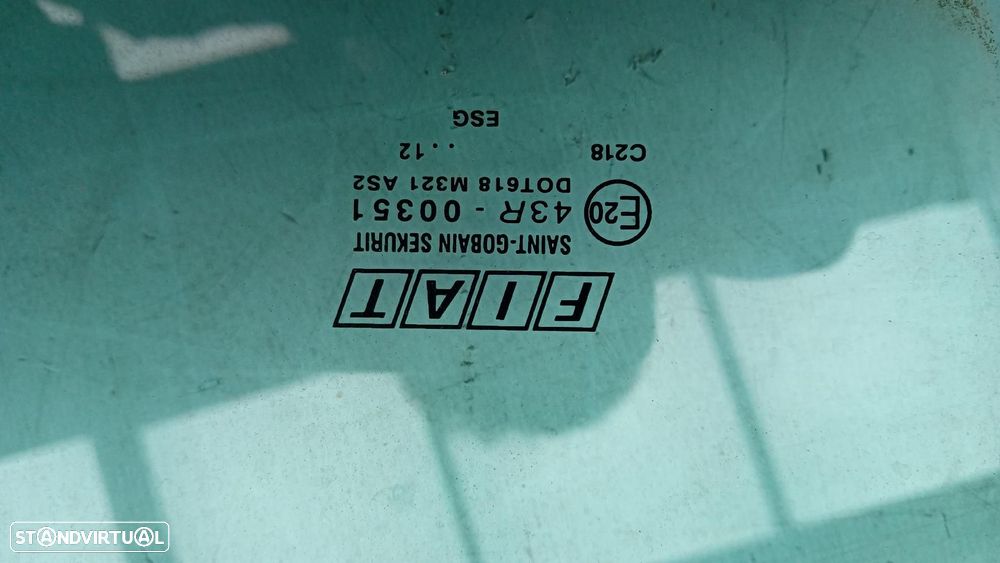 FIAT
SAINT-GOBAIN SEKURIT
E20 43R - 00351
DOT618 M321 AS2
C218 . . 12
ESG
STANDVIRTUAL